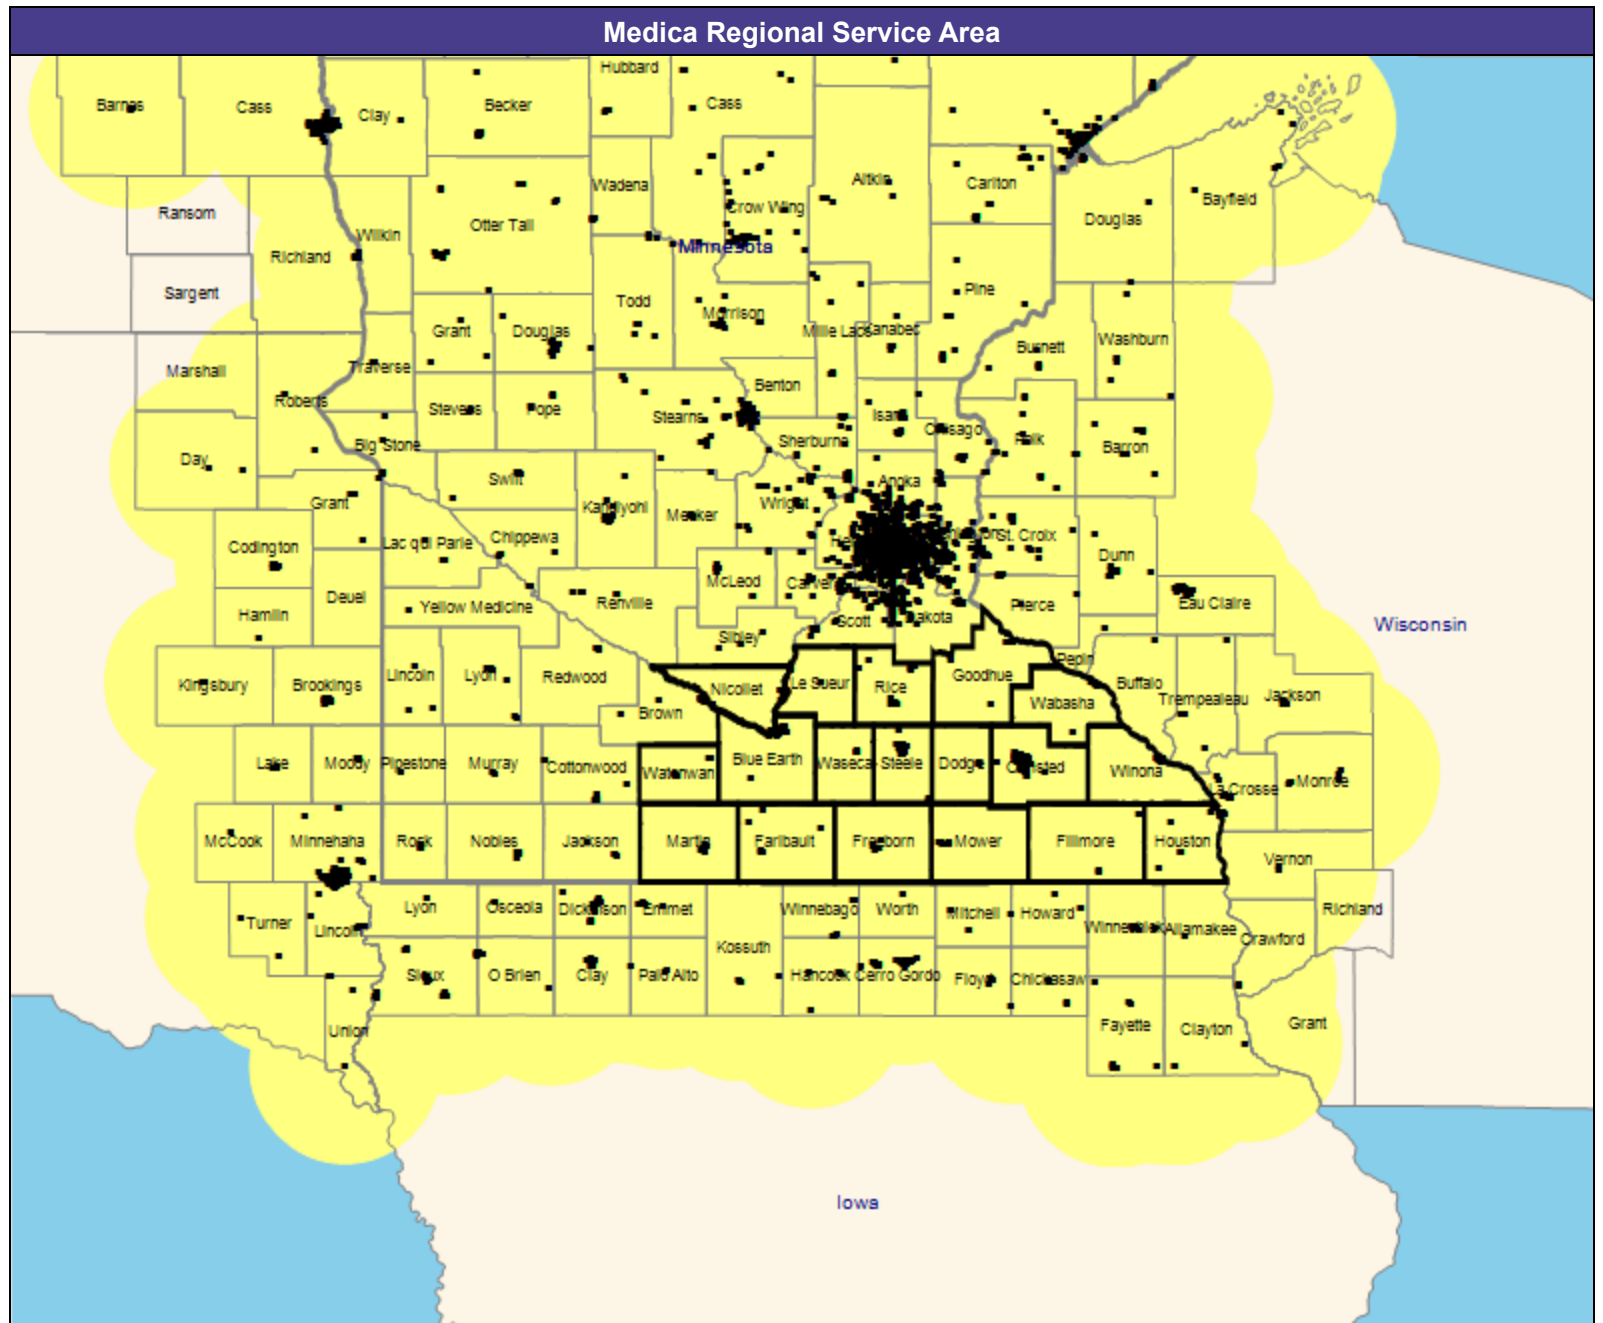 Medica Regional Service Area
Hubbard
Barnes
Cass
Clay
Becker
Cass
Wadena
Crow Wing
Aitkin
Carlton
Douglas
Bayfield
Ransom
Otter Tail
Wilkin
Richland
Minnesota
Sargent
Todd
Morrison
Pine
Grant
Douglas
Mille Lacs
Kanabec
Burnett
Washburn
Marshall
Traverse
Roberts
Stevens
Pope
Stearns
Benton
Isanti
Chisago
Polk
Barron
Big Stone
Sherburne
Day
Swift
Anoka
Grant
Kandiyohi
Meeker
Wright
St. Croix
Codington
Lac qui Parle
Chippewa
Dunn
Deuel
Yellow Medicine
Renville
McLeod
Carver
Pierce
Eau Claire
Hamlin
Scott
Dakota
Sibley
Wisconsin
Pepin
Kingsbury
Brookings
Lincoln
Lyon
Redwood
Nicollet
Le Sueur
Rice
Goodhue
Wabasha
Buffalo
Trempealeau
Jackson
Brown
Lake
Moody
Pipestone
Murray
Cottonwood
Watonwan
Blue Earth
Waseca
Steele
Dodge
Olmsted
Winona
La Crosse
Monroe
McCook
Minnehaha
Rock
Nobles
Jackson
Martin
Faribault
Freeborn
Mower
Fillmore
Houston
Vernon
Turner
Lincoln
Lyon
Osceola
Dickinson
Emmet
Winnebago
Worth
Mitchell
Howard
Winneshiek
Allamakee
Crawford
Richland
Kossuth
Sioux
O Brien
Clay
Palo Alto
Hancock
Cerro Gordo
Floyd
Chickasaw
Union
Fayette
Clayton
Grant
Iowa